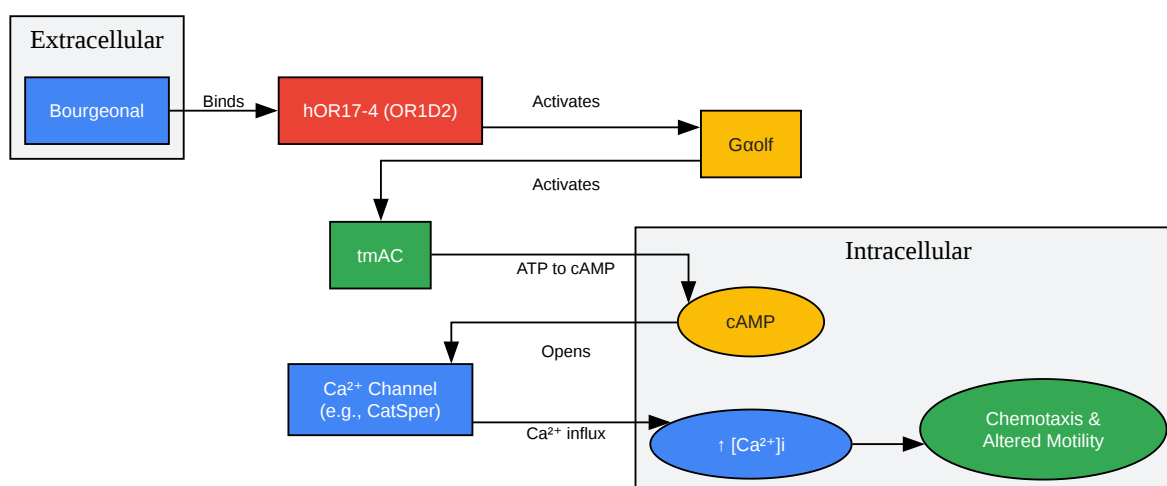 Extracellular
Bourgeonal
Binds
hOR17-4 (OR1D2)
Activates
Gαolf
Activates
tmAC
ATP to cAMP
Intracellular
cAMP
Opens
Ca²⁺ Channel
(e.g., CatSper)
Ca²⁺ influx
↑ [Ca²⁺]i
Chemotaxis &
Altered Motility